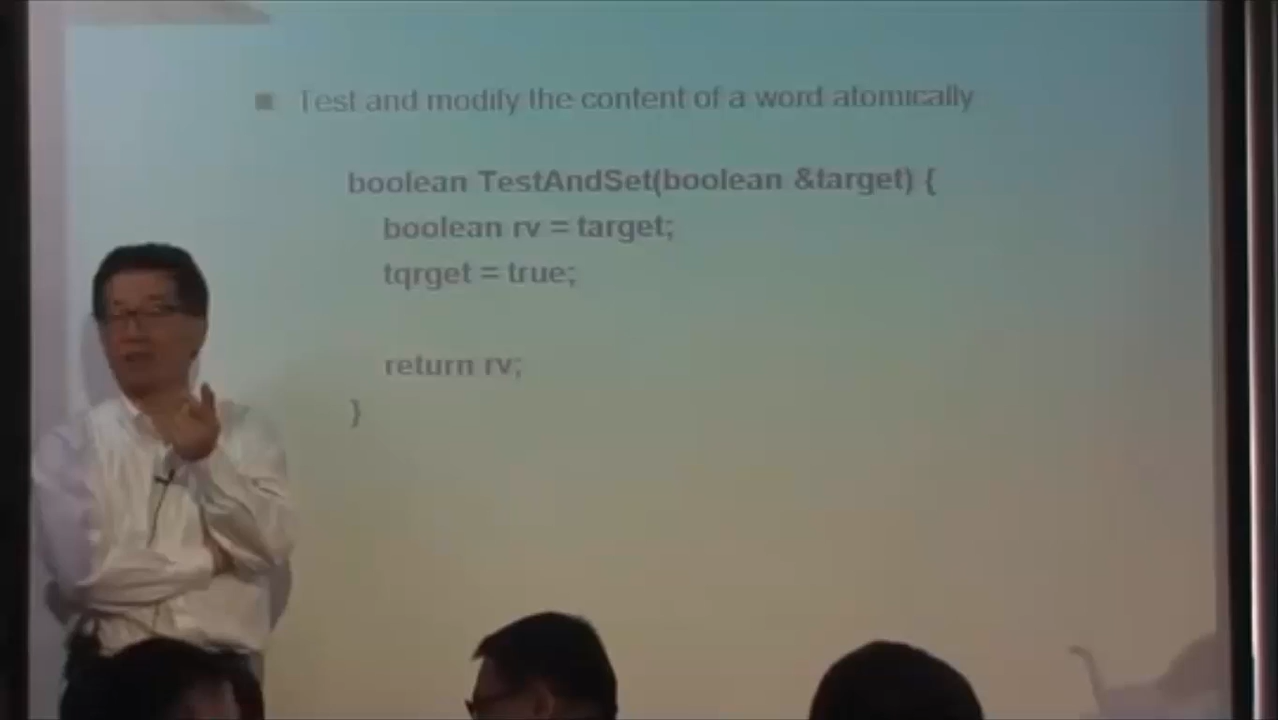 Test and modify the content of a word atomically
boolean TestAndSet(boolean &target) {
boolean rv = target;
tqrget = true;
return rv;
}